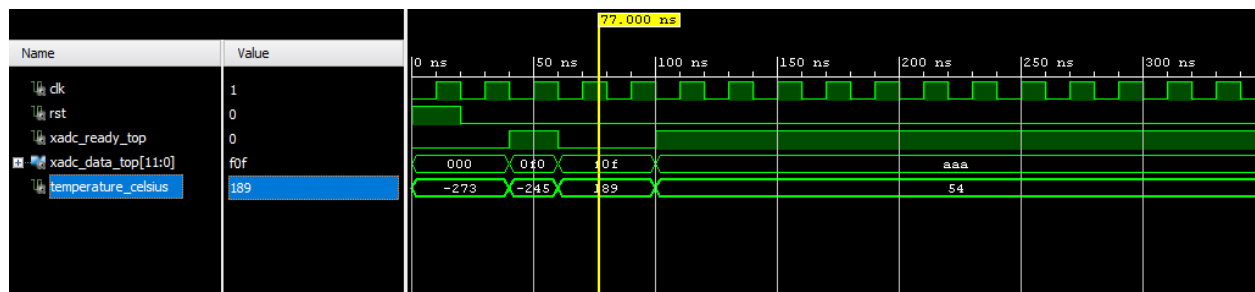 77.000 ns
Name Value
0 ns 50 ns 100 ns 150 ns 200 ns 250 ns 300 ns
clk 1
rst 0
xadc_ready_top 0
xadc_data_top[11:0] f0f 000 0f0 f0f aaa
temperature_celsius 189 -273 -245 189 54